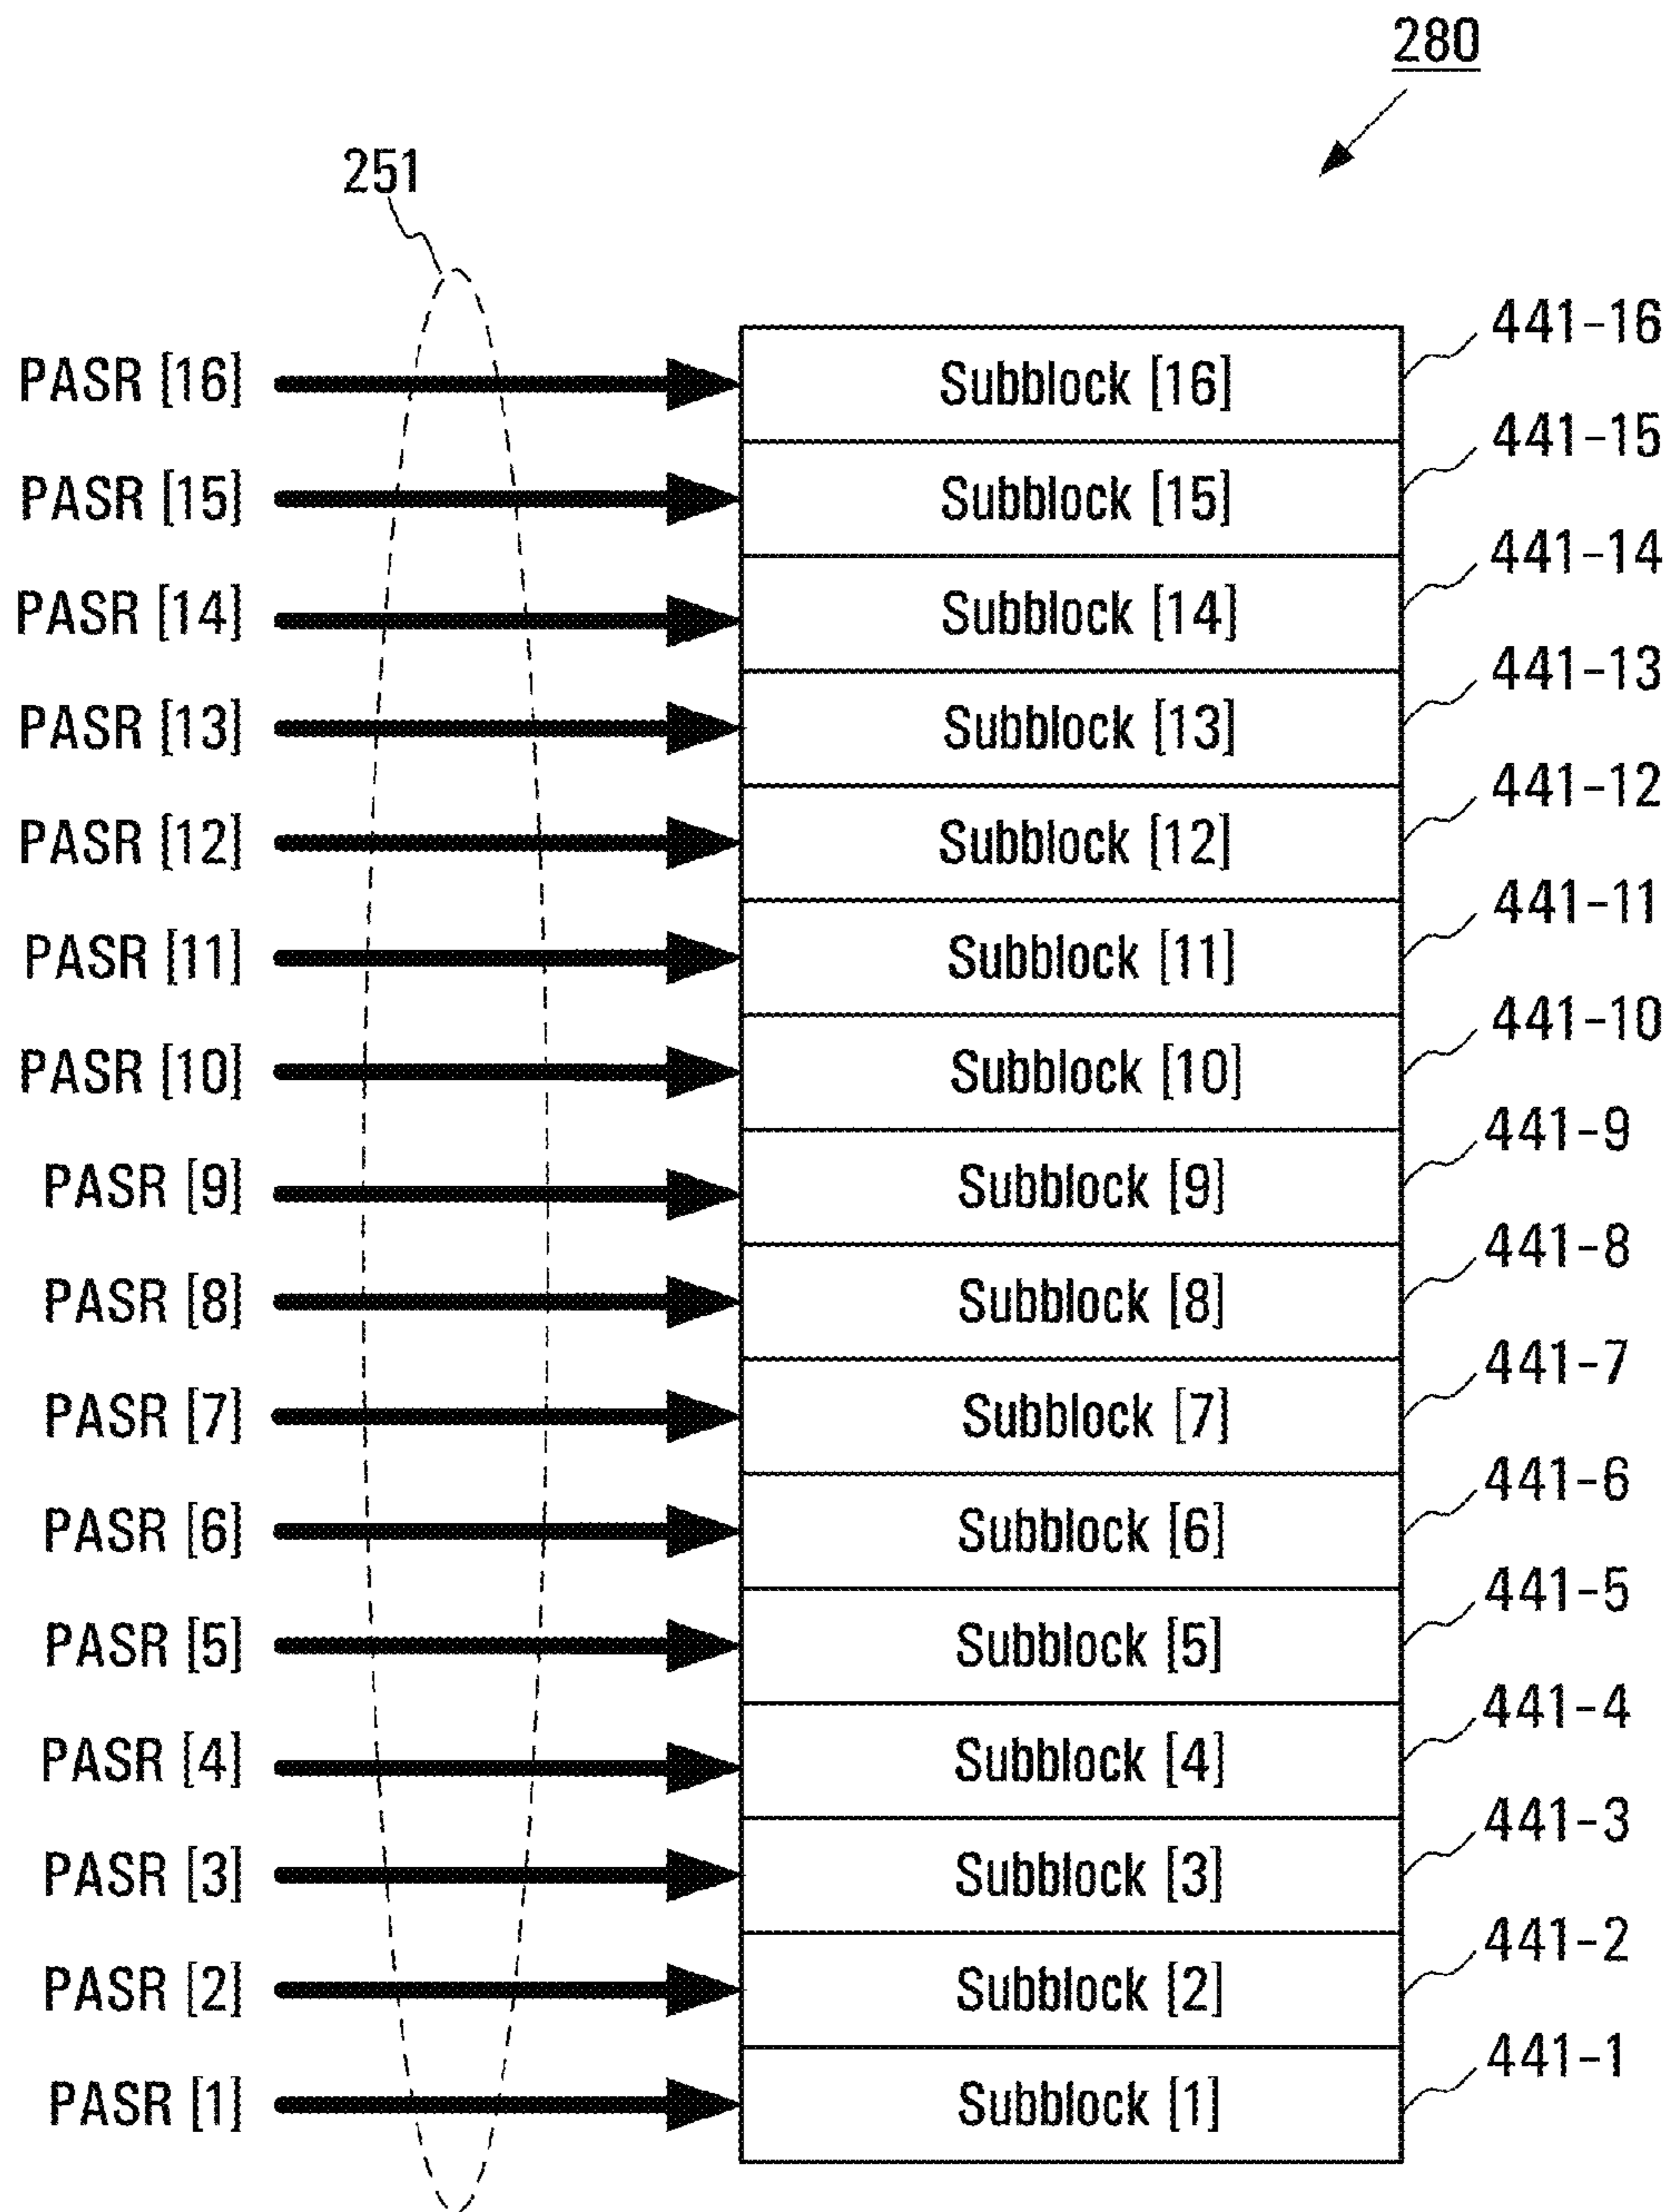 280
251
441-16
PASR [16] Subblock [16]
441-15
PASR [15] Subblock [15]
441-14
PASR [14] Subblock [14]
441-13
PASR [13] Subblock [13]
441-12
PASR [12] Subblock [12]
441-11
PASR [11] Subblock [11]
441-10
PASR [10] Subblock [10]
441-9
PASR [9] Subblock [9]
441-8
PASR [8] Subblock [8]
441-7
PASR [7] Subblock [7]
441-6
PASR [6] Subblock [6]
441-5
PASR [5] Subblock [5]
441-4
PASR [4] Subblock [4]
441-3
PASR [3] Subblock [3]
441-2
PASR [2] Subblock [2]
441-1
PASR [1] Subblock [1]